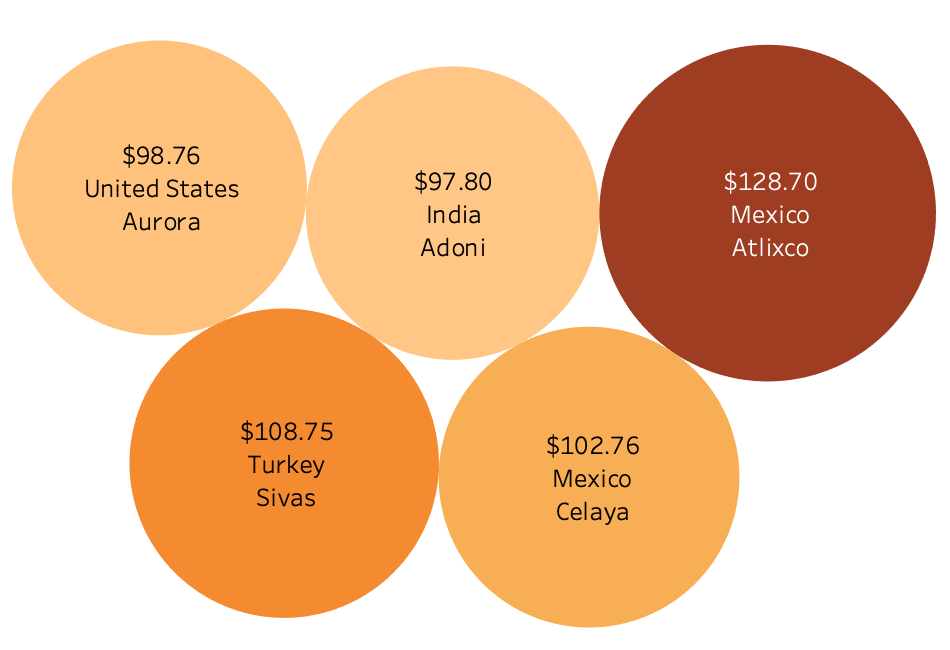 $98.76
United States
Aurora
$97.80
India
Adoni
$128.70
Mexico
Atlixco
$108.75
Turkey
Sivas
$102.76
Mexico
Celaya